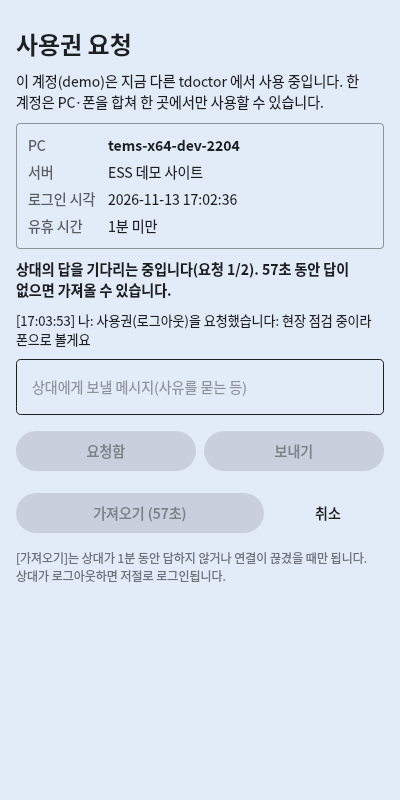 사용권 요청
이 계정(demo)은 지금 다른 tdoctor 에서 사용 중입니다. 한
계정은 PC·폰을 합쳐 한 곳에서만 사용할 수 있습니다.
PC tems-x64-dev-2204
서버 ESS 데모 사이트
로그인 시각 2026-11-13 17:02:36
유휴 시간 1분 미만
상대의 답을 기다리는 중입니다(요청 1/2). 57초 동안 답이
없으면 가져올 수 있습니다.
[17:03:53] 나: 사용권(로그아웃)을 요청했습니다: 현장 점검 중이라
폰으로 볼게요
상대에게 보낼 메시지(사유를 묻는 등)
요청함 보내기
가져오기 (57초) 취소
[가져오기]는 상대가 1분 동안 답하지 않거나 연결이 끊겼을 때만 됩니다.
상대가 로그아웃하면 저절로 로그인됩니다.